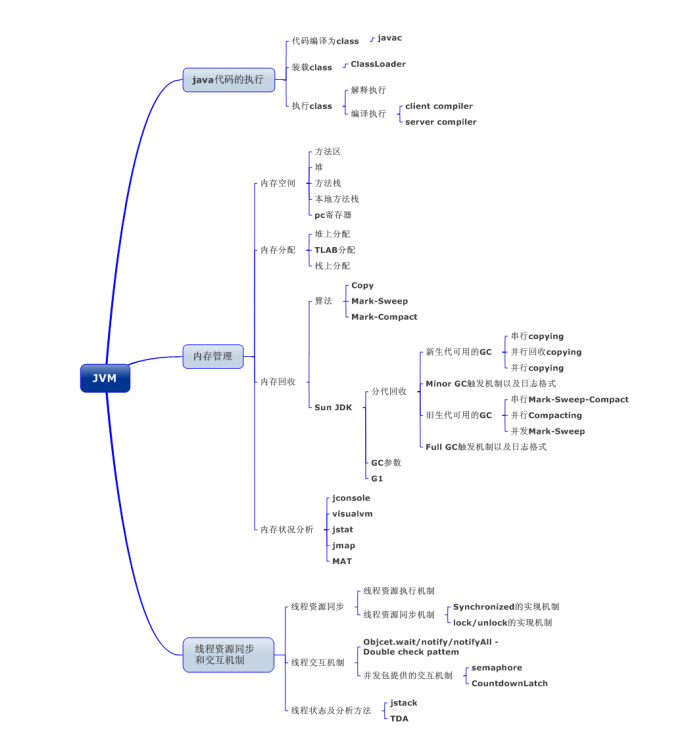 JVM
java代码的执行
代码编译为class
javac
装载class
ClassLoader
执行class
解释执行
编译执行
client compiler
server compiler
内存管理
内存空间
方法区
堆
方法栈
本地方法栈
pc寄存器
内存分配
堆上分配
TLAB分配
栈上分配
内存回收
算法
Copy
Mark-Sweep
Mark-Compact
Sun JDK
分代回收
新生代可用的GC
串行copying
并行回收copying
并行copying
Minor GC触发机制以及日志格式
旧生代可用的GC
串行Mark-Sweep-Compact
并行Compacting
并发Mark-Sweep
Full GC触发机制以及日志格式
GC参数
G1
内存状况分析
jconsole
visualvm
jstat
jmap
MAT
线程资源同步
和交互机制
线程资源同步
线程资源执行机制
线程资源同步机制
Synchronized的实现机制
lock/unlock的实现机制
线程交互机制
Objcet.wait/notify/notifyAll -
Double check pattem
并发包提供的交互机制
semaphore
CountdownLatch
线程状态及分析方法
jstack
TDA